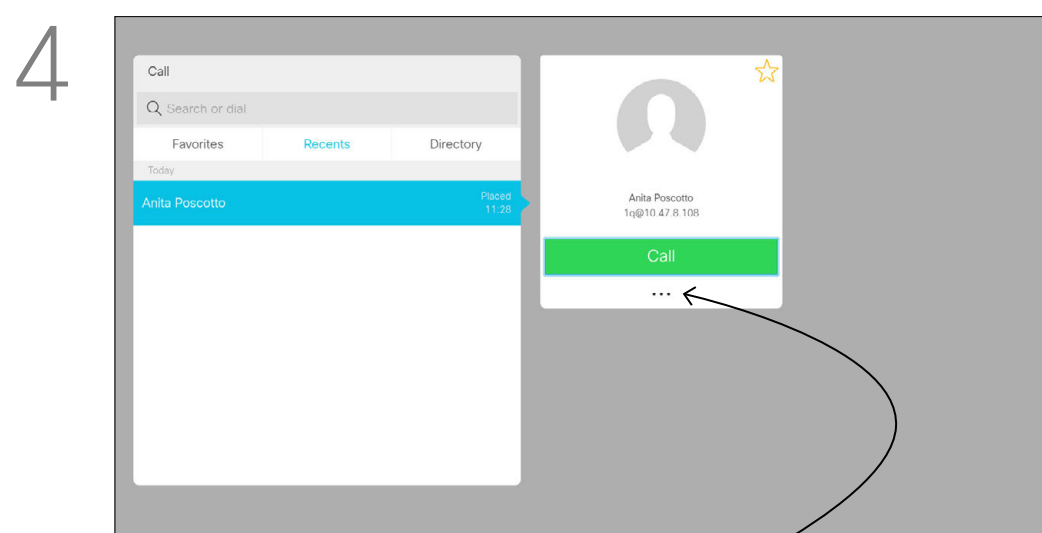 4
Call
Search or dial
Favorites Recents Directory
Today
Anita Poscotto Placed 11:28
Anita Poscotto
1q@10.47.8.108
Call
...